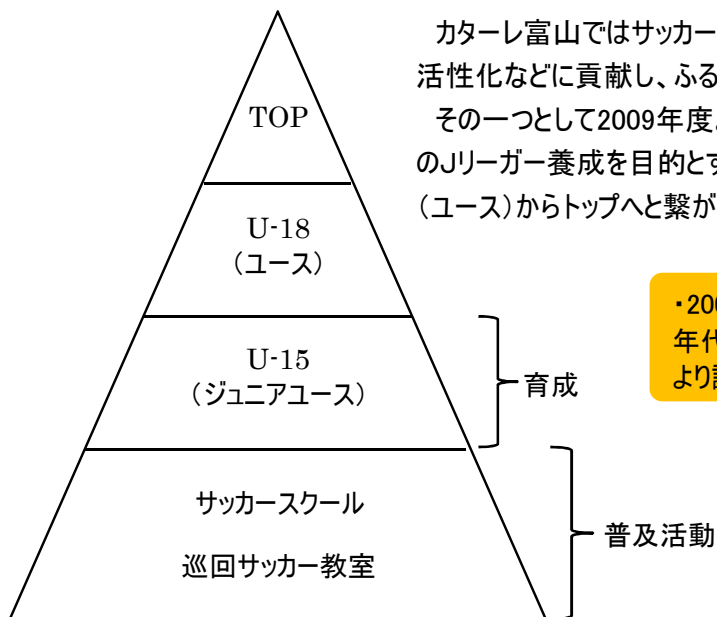 カターレ富山ではサッカー
活性化などに貢献し、ふる
その一つとして2009年度
のJリーガー養成を目的とす
（ユース）からトップへと繋が
TOP
U-18
（ユース）
・200
年代
より
U-15
（ジュニアユース）
育成
サッカースクール
巡回サッカー教室
普及活動